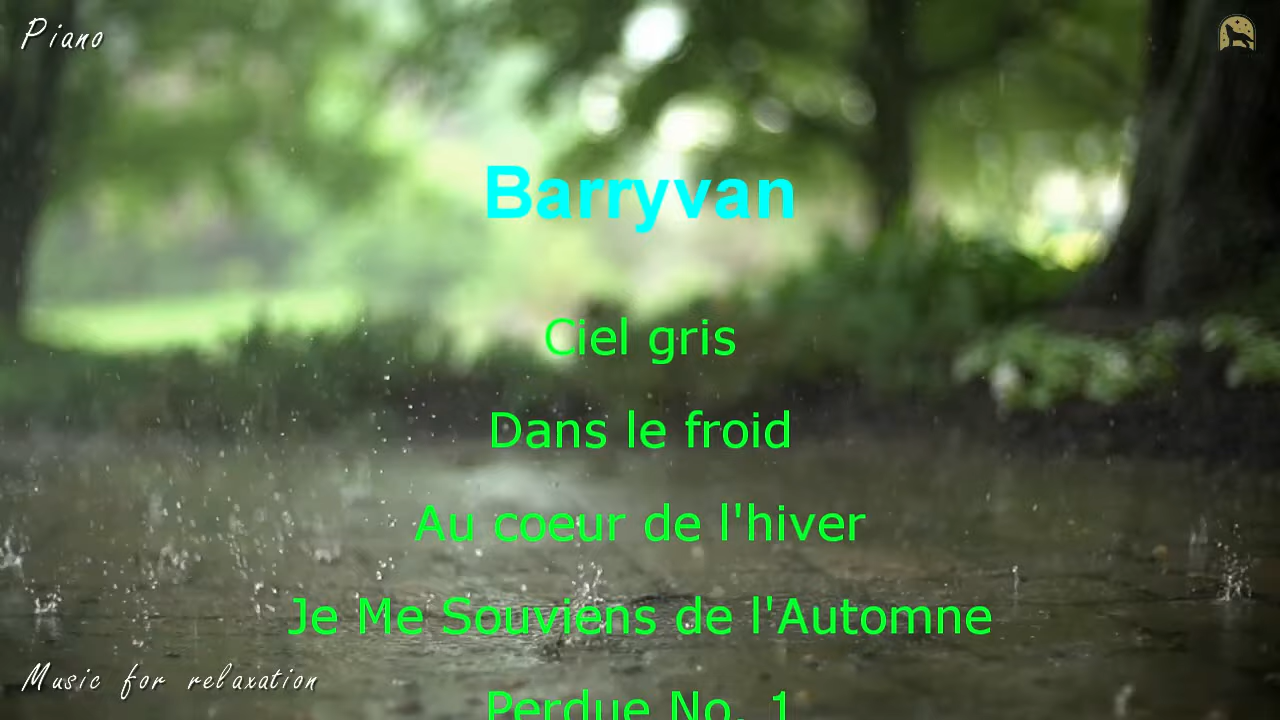 Piano
Barryvan
Ciel gris
Dans le froid
Au coeur de l'hiver
Je Me Souviens de l'Automne
Music for relaxation
Perdue No. 1